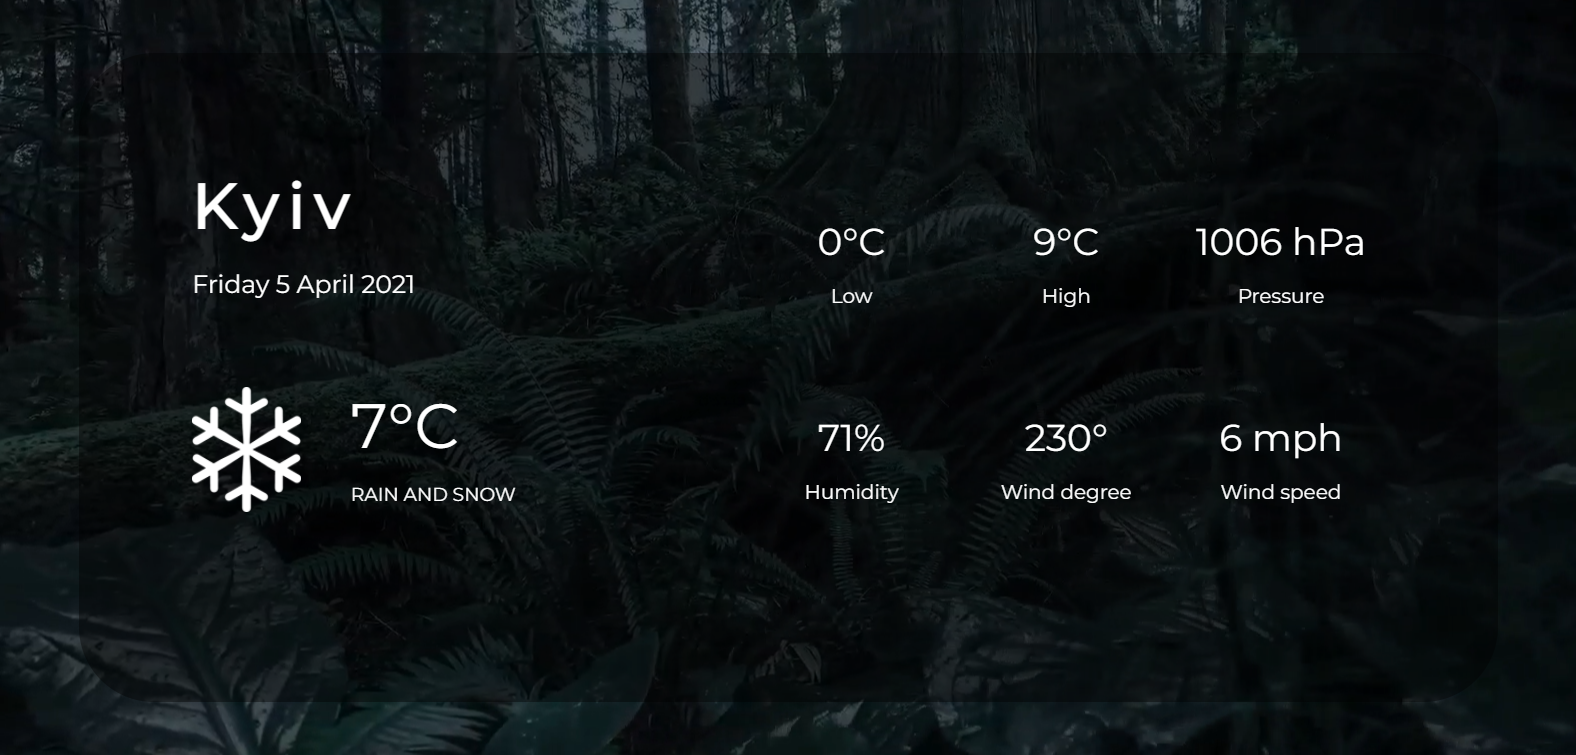 Kyiv
Friday 5 April 2021
7°C
RAIN AND SNOW
0°C
Low
9°C
High
1006 hPa
Pressure
71%
Humidity
230°
Wind degree
6 mph
Wind speed